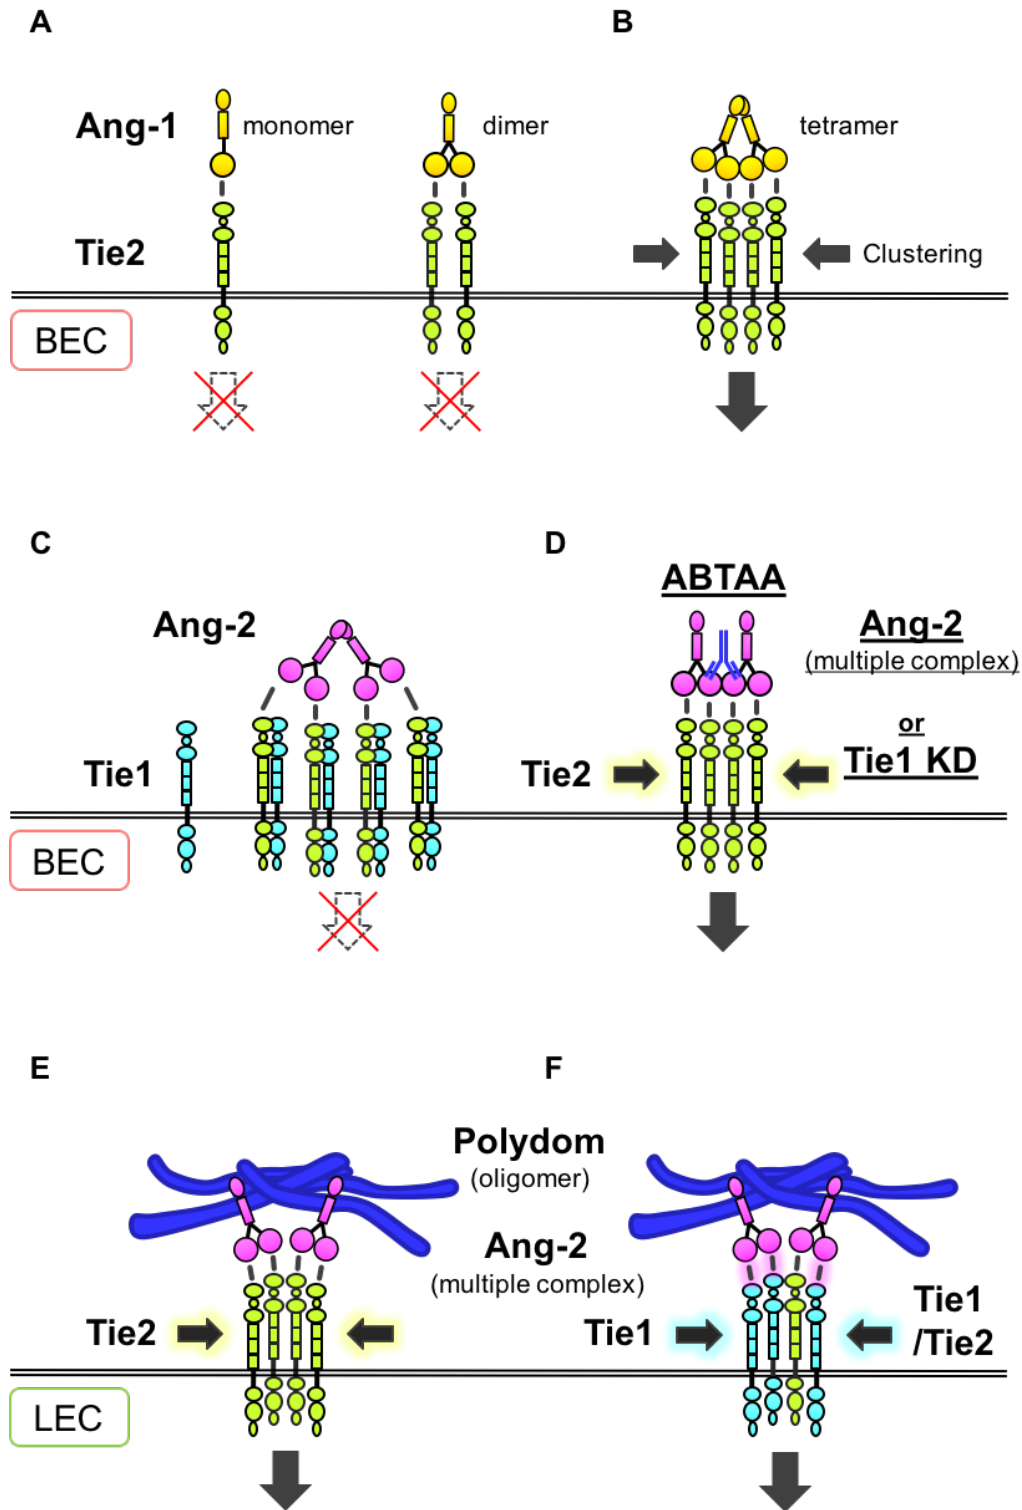 A
B
Ang-1
monomer
dimer
tetramer
Tie2
Clustering
BEC
C
D
ABTAA
Ang-2
Ang-2
(multiple complex)
or
Tie1
Tie2
Tie1 KD
BEC
E
F
Polydom
(oligomer)
Ang-2
(multiple complex)
Tie2
Tie1
Tie1
/Tie2
LEC